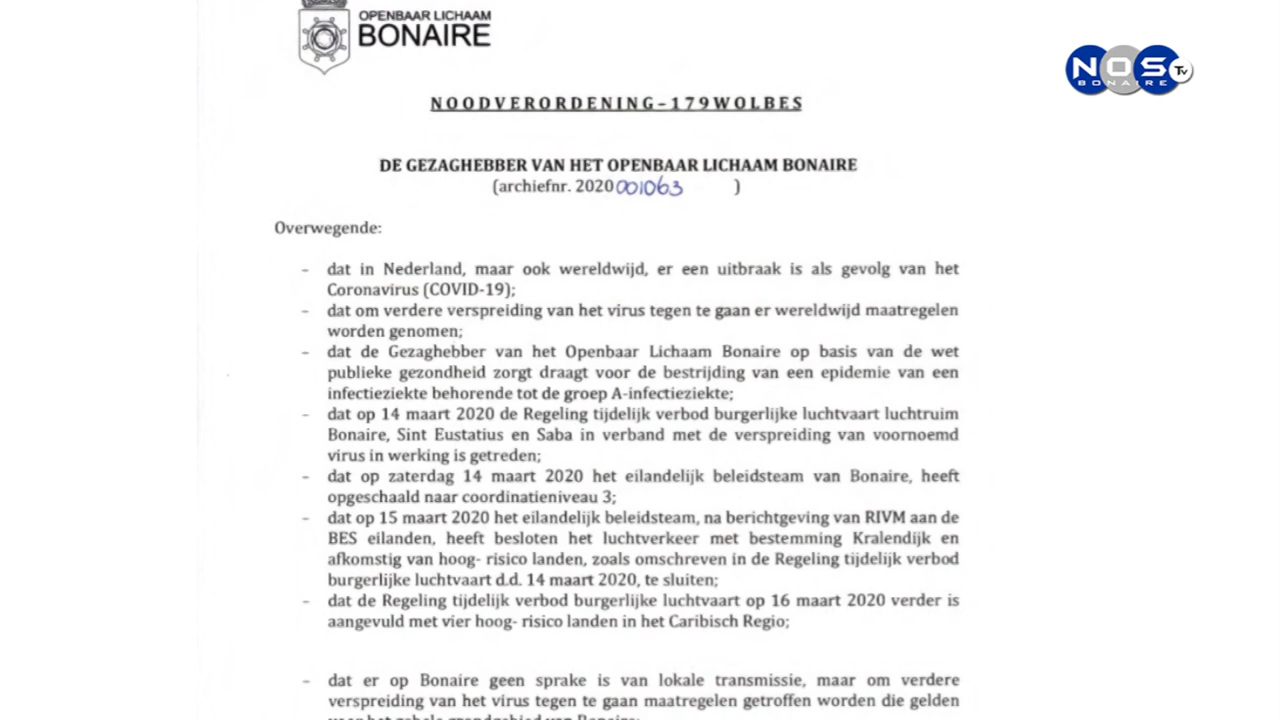 OPENBAAR LICHAAM
BONAIRE
NOS TV
BONAIRE
NOODVERORDENING-179WOLBES
DE GEZAGHEBBER VAN HET OPENBAAR LICHAAM BONAIRE
(archiefnr. 2020 001063 )
Overwegende:
- dat in Nederland, maar ook wereldwijd, er een uitbraak is als gevolg van het
Coronavirus (COVID-19);
- dat om verdere verspreiding van het virus tegen te gaan er wereldwijd maatregelen
worden genomen;
- dat de Gezaghebber van het Openbaar Lichaam Bonaire op basis van de wet
publieke gezondheid zorgt draagt voor de bestrijding van een epidemie van een
infectieziekte behorende tot de groep A-infectieziekte;
- dat op 14 maart 2020 de Regeling tijdelijk verbod burgerlijke luchtvaart luchtruim
Bonaire, Sint Eustatius en Saba in verband met de verspreiding van voornoemd
virus in werking is getreden;
- dat op zaterdag 14 maart 2020 het eilandelijk beleidsteam van Bonaire, heeft
opgeschaald naar coordinatieniveau 3;
- dat op 15 maart 2020 het eilandelijk beleidsteam, na berichtgeving van RIVM aan de
BES eilanden, heeft besloten het luchtverkeer met bestemming Kralendijk en
afkomstig van hoog- risico landen, zoals omschreven in de Regeling tijdelijk verbod
burgerlijke luchtvaart d.d. 14 maart 2020, te sluiten;
- dat de Regeling tijdelijk verbod burgerlijke luchtvaart op 16 maart 2020 verder is
aangevuld met vier hoog- risico landen in het Caribisch Regio;
- dat er op Bonaire geen sprake is van lokale transmissie, maar om verdere
verspreiding van het virus tegen te gaan maatregelen getroffen worden die gelden